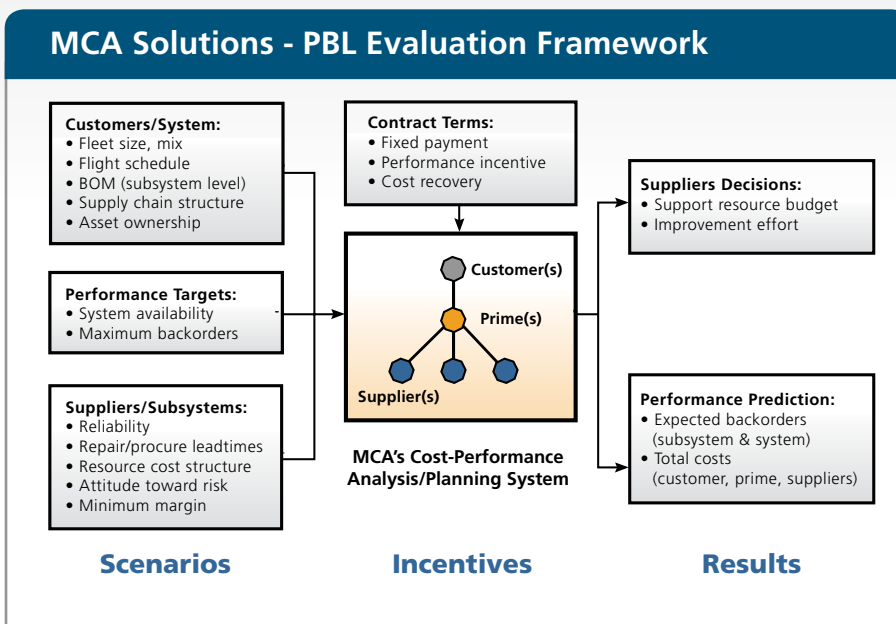 MCA Solutions - PBL Evaluation Framework
Customers/System:
• Fleet size, mix
• Flight schedule
• BOM (subsystem level)
• Supply chain structure
• Asset ownership
Performance Targets:
• System availability
• Maximum backorders
Suppliers/Subsystems:
• Reliability
• Repair/procure leadtimes
• Resource cost structure
• Attitude toward risk
• Minimum margin
Scenarios
Contract Terms:
• Fixed payment
• Performance incentive
• Cost recovery
Customer(s)
Prime(s)
Supplier(s)
MCA's Cost-Performance
Analysis/Planning System
Incentives
Suppliers Decisions:
• Support resource budget
• Improvement effort
Performance Prediction:
• Expected backorders
(subsystem & system)
• Total costs
(customer, prime, suppliers)
Results